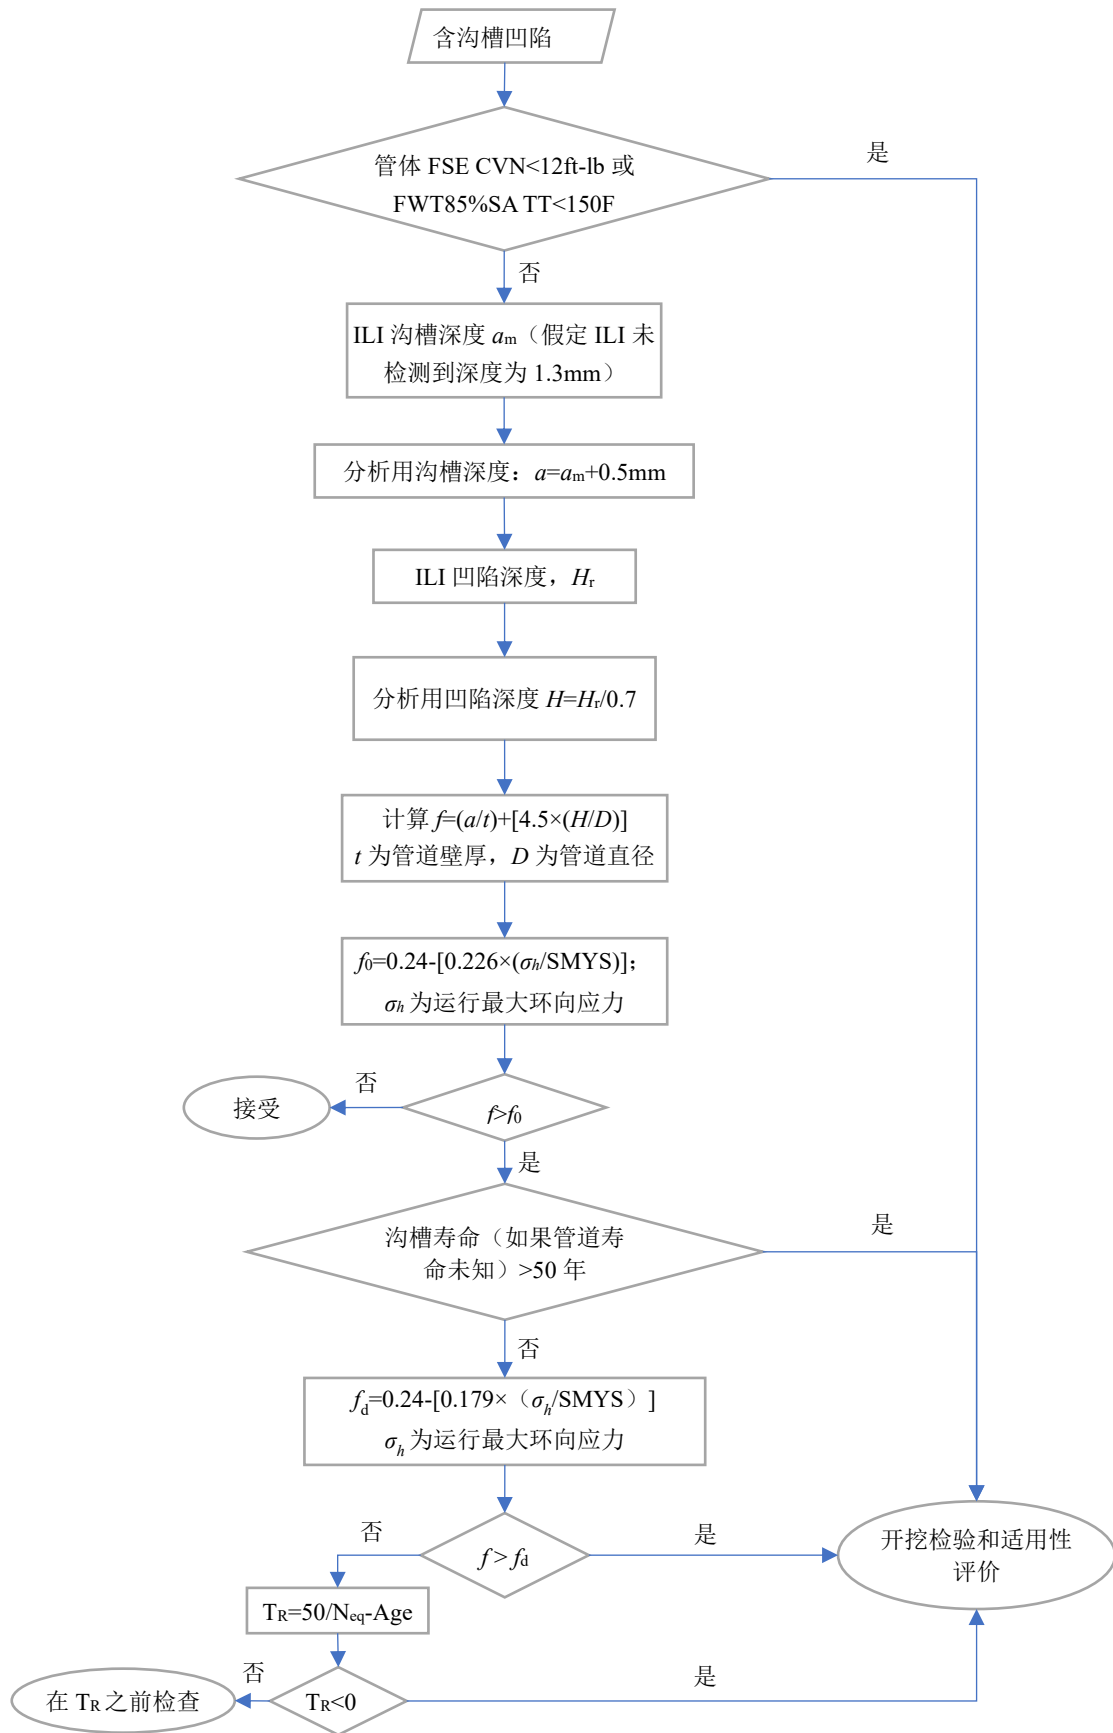 含沟槽凹陷
管体 FSE CVN<12ft-lb 或
FWT85%SA TT<150F
是
否
ILI 沟槽深度 am（假定 ILI 未
检测到深度为 1.3mm）
分析用沟槽深度：a=am+0.5mm
ILI 凹陷深度，Hr
分析用凹陷深度 H=Hr/0.7
计算 f=(a/t)+[4.5×(H/D)]
t 为管道壁厚，D 为管道直径
f0=0.24-[0.226×(σh/SMYS)]；
σh 为运行最大环向应力
否
接受
f>f0
是
沟槽寿命（如果管道寿
命未知）>50 年
是
否
fd=0.24-[0.179×（σh/SMYS）]
σh 为运行最大环向应力
否
f > fd
是
开挖检验和适用性
评价
TR=50/Neq-Age
否
在 TR 之前检查
TR<0
是